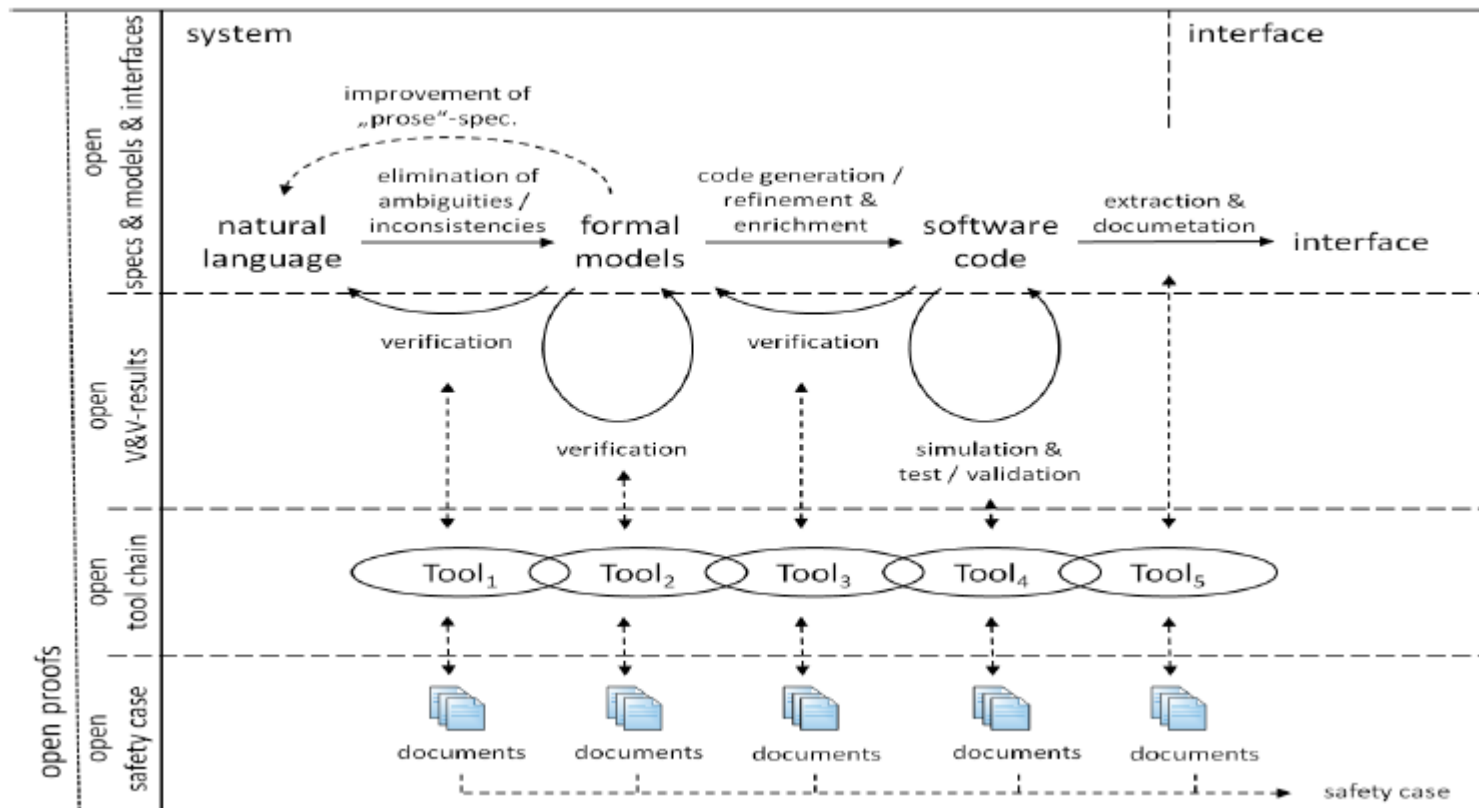 system
interface
improvement of
„prose“-spec.
elimination of
ambiguities /
inconsistencies
code generation /
refinement &
enrichment
extraction &
documetation
natural
language
formal
models
software
code
interface
verification
verification
verification
simulation &
test / validation
Tool₁
Tool₂
Tool₃
Tool₄
Tool₅
documents
documents
documents
documents
documents
safety case
open proofs
open
specs & models & interfaces
open
V&V-results
open
tool chain
open
safety case